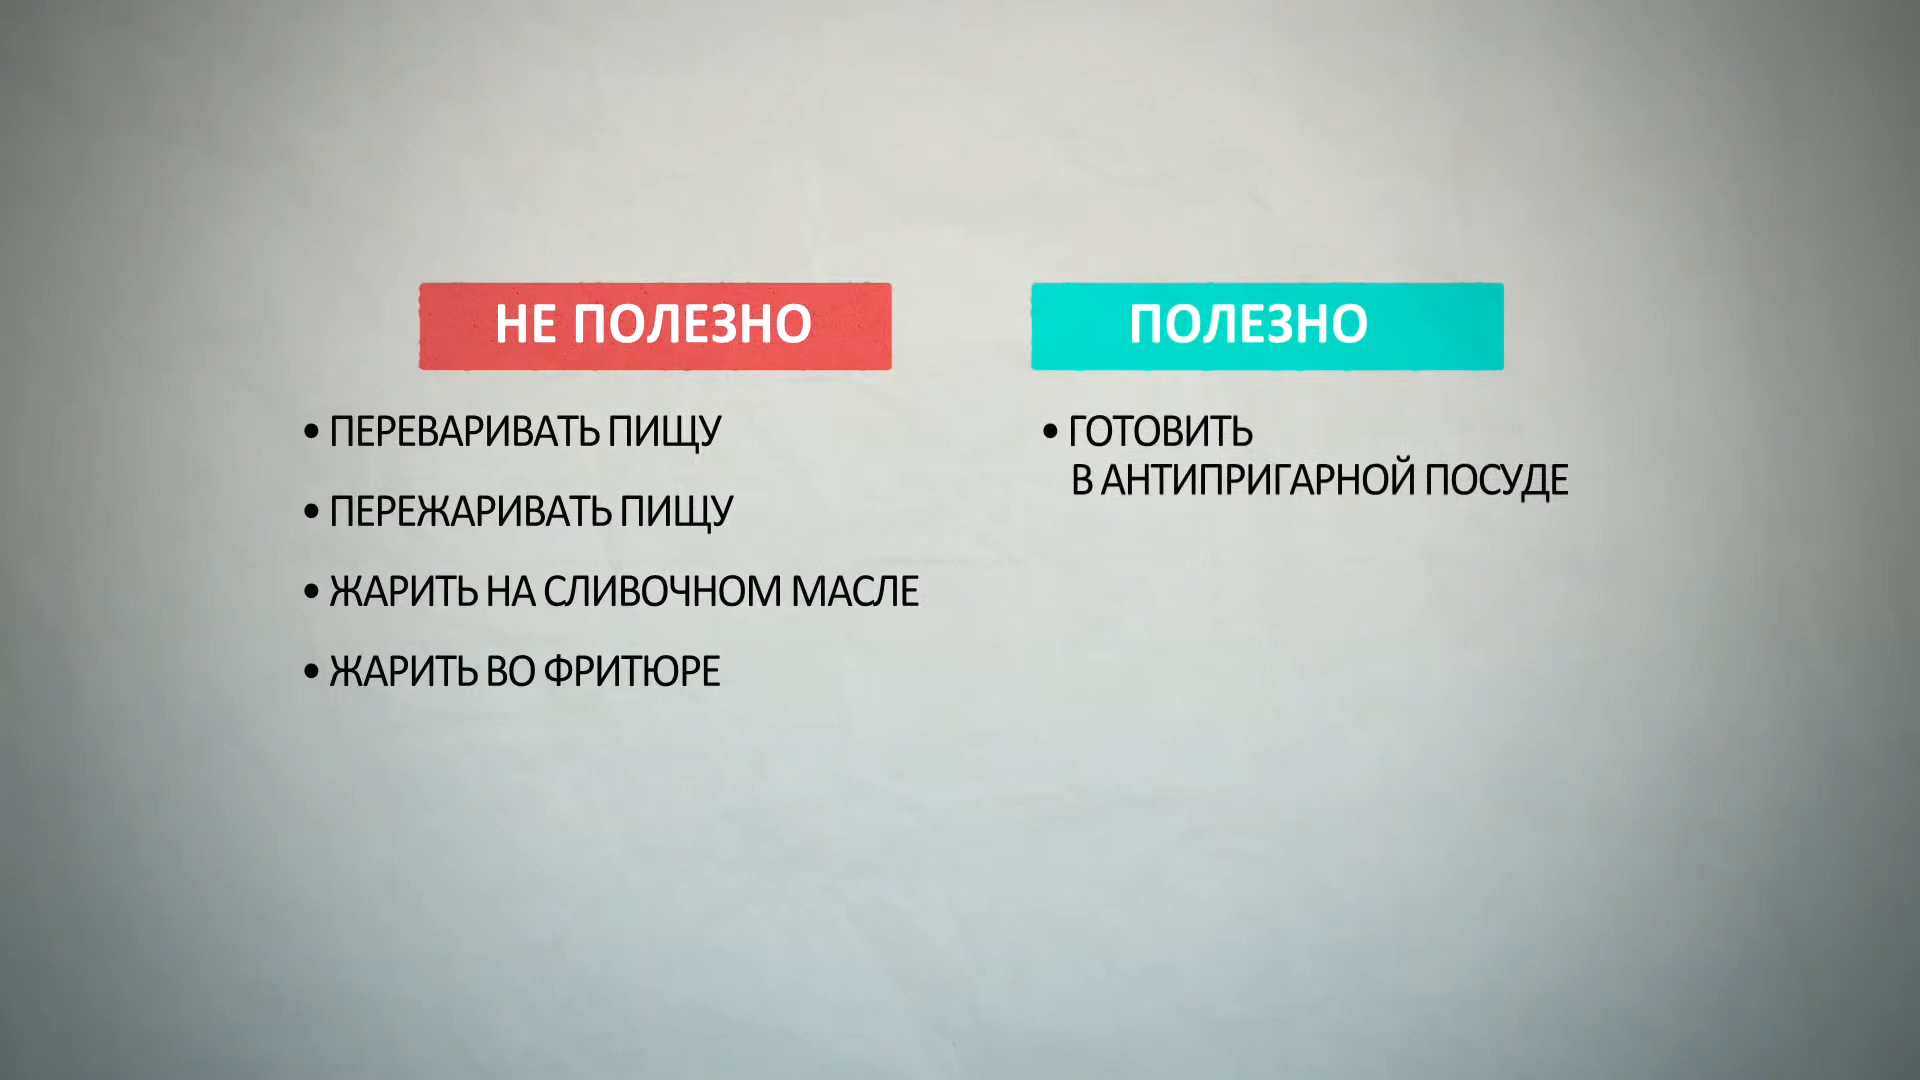 НЕ ПОЛЕЗНО
• ПЕРЕВАРИВАТЬ ПИЩУ
• ПЕРЕЖАРИВАТЬ ПИЩУ
• ЖАРИТЬ НА СЛИВОЧНОМ МАСЛЕ
• ЖАРИТЬ ВО ФРИТЮРЕ
ПОЛЕЗНО
• ГОТОВИТЬ
В АНТИПРИГАРНОЙ ПОСУДЕ